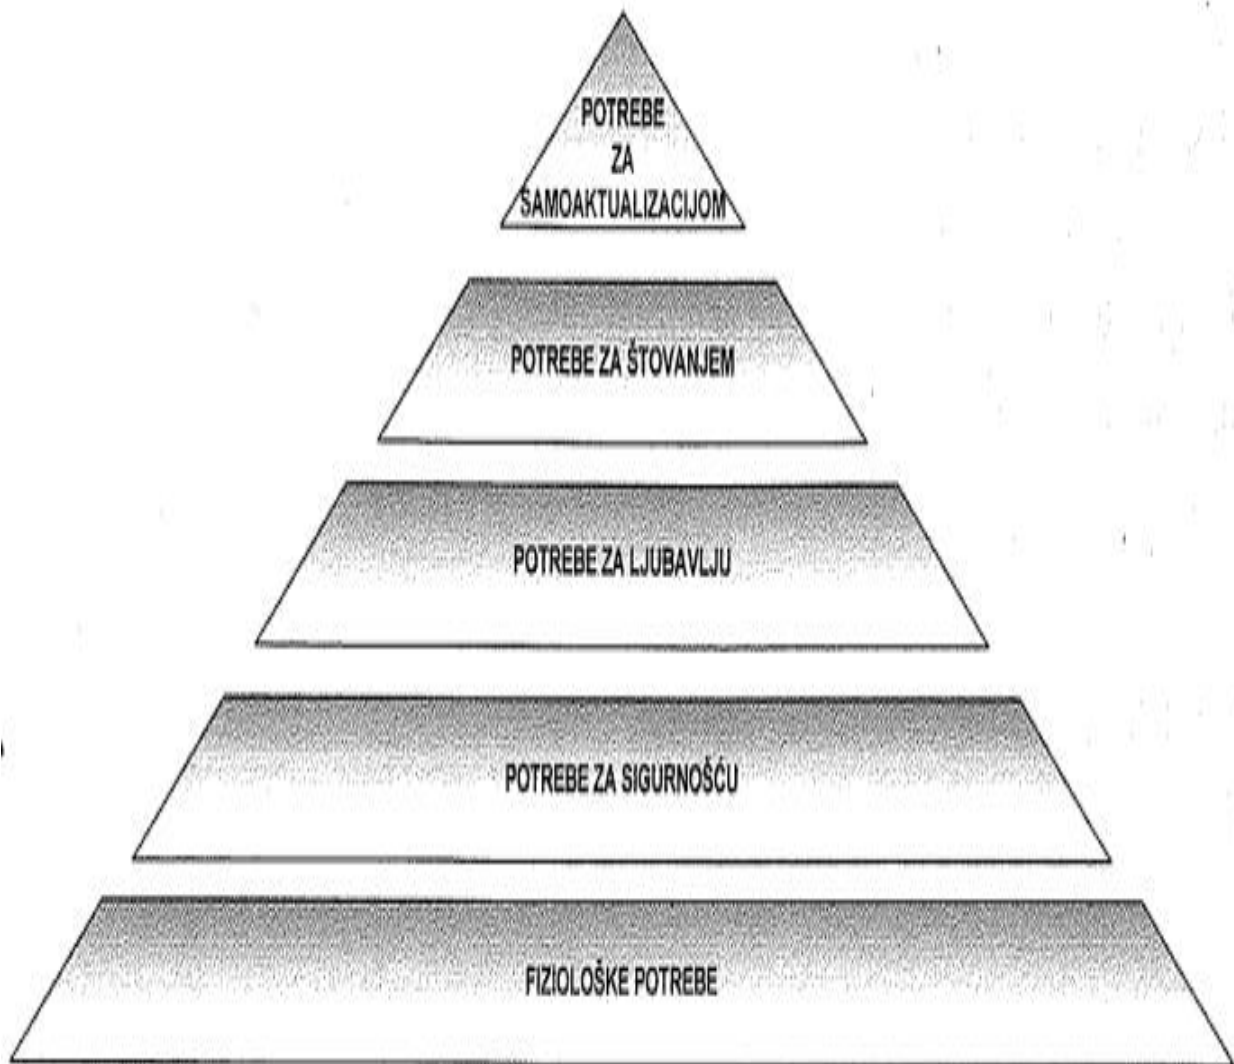 POTREBE
ZA
SAMOAKTUALIZACIJOM
POTREBE ZA ŠTOVANJEM
POTREBE ZA LJUBAVLJU
POTREBE ZA SIGURNOŠĆU
FIZIOLOŠKE POTREBE